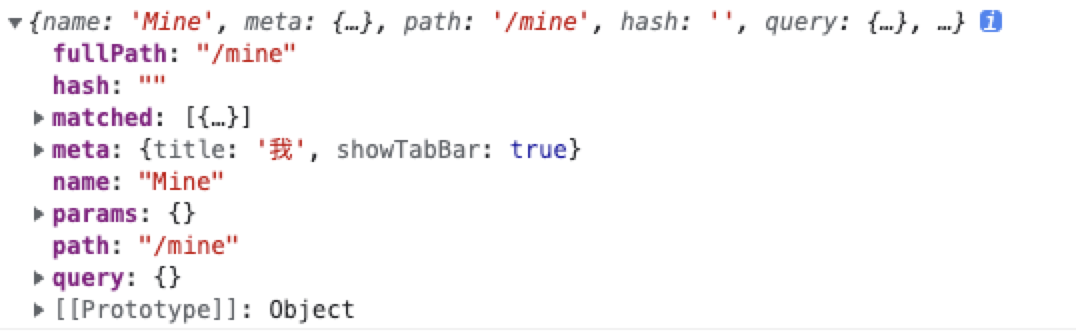 ▼{name: 'Mine', meta: {…}, path: '/mine', hash: '', query: {…}, …} i
fullPath: "/mine"
hash: ""
▶matched: [{…}]
▶meta: {title: '我', showTabBar: true}
name: "Mine"
▶params: {}
path: "/mine"
▶query: {}
▶[[Prototype]]: Object